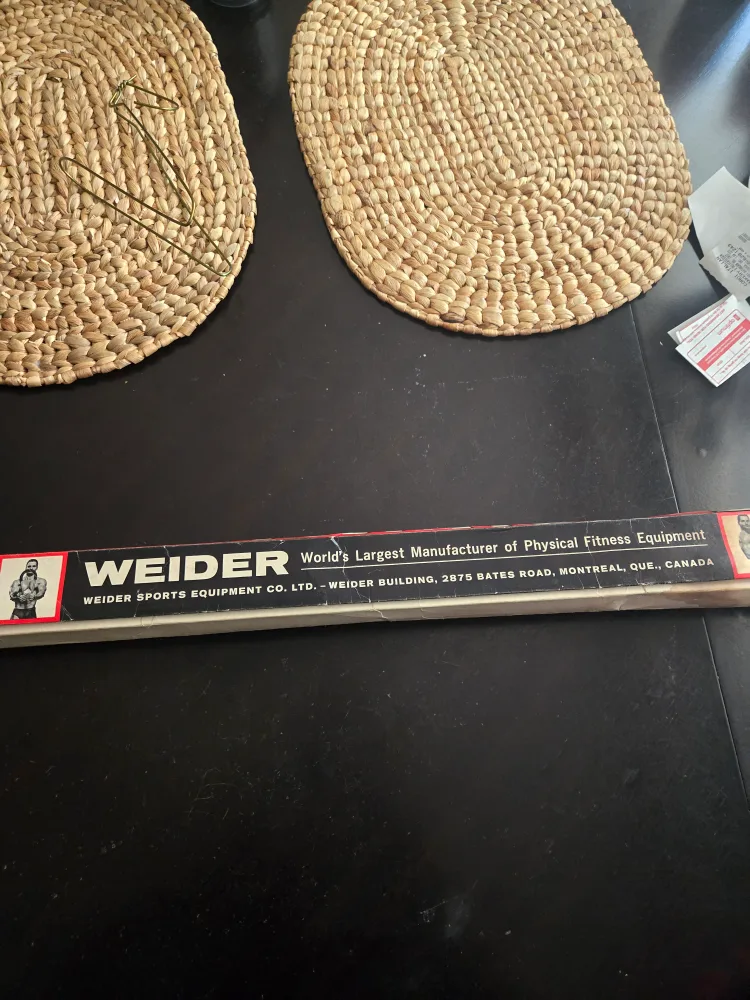 WEIDER World's Largest Manufacturer of Physical Fitness Equipment
WEIDER SPORTS EQUIPMENT CO. LTD. – WEIDER BUILDING, 2875 BATES ROAD, MONTREAL, QUE., CANADA